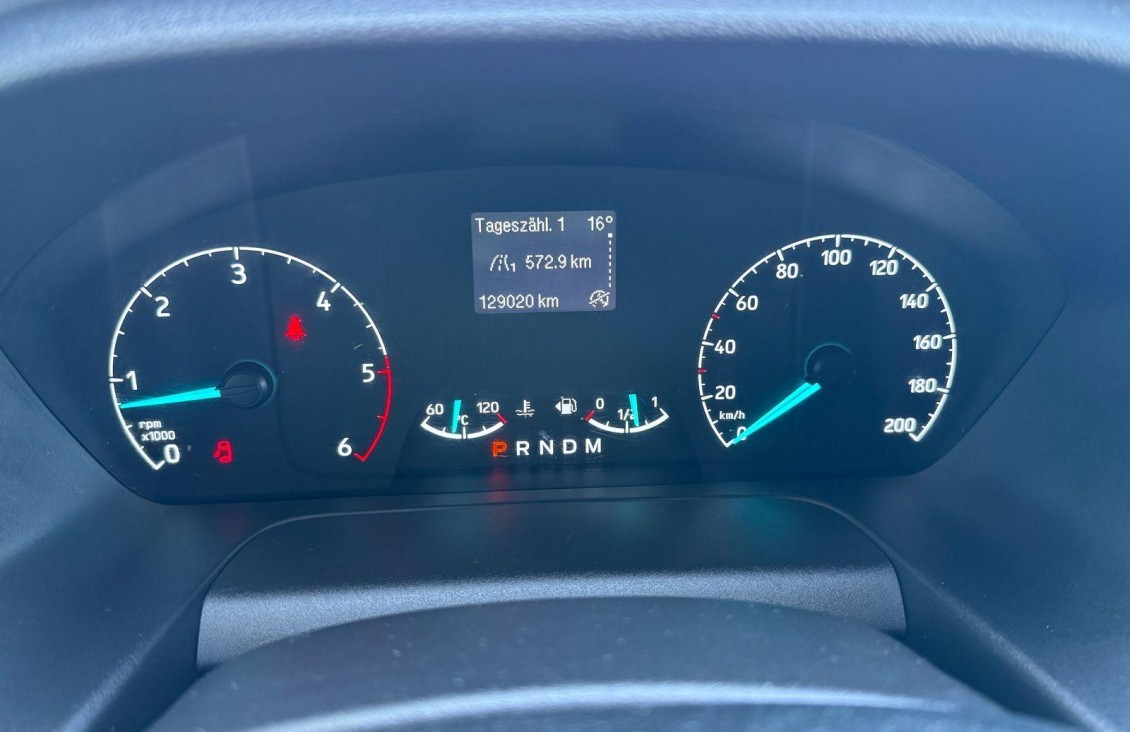 Tageszähl. 1 16°
1 572.9 km
129020 km
0 1 2 3 4 5 6
rpm
x1000
60 120
°C
0 1/2 1
P R N D M
0 20 40 60 80 100 120 140 160 180 200
km/h